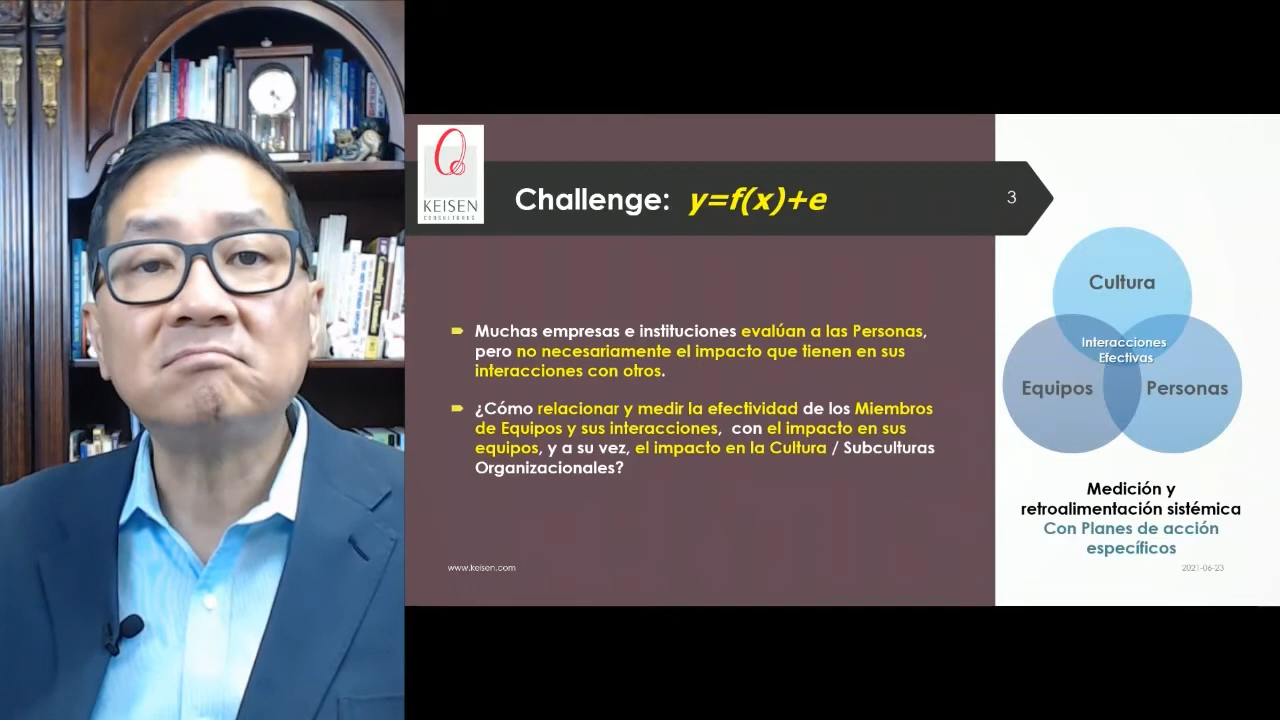 KEISEN
CONSULTORES
Challenge: y=f(x)+e
3
Muchas empresas e instituciones evalúan a las Personas,
pero no necesariamente el impacto que tienen en sus
interacciones con otros.
¿Cómo relacionar y medir la efectividad de los Miembros
de Equipos y sus interacciones, con el impacto en sus
equipos, y a su vez, el impacto en la Cultura / Subculturas
Organizacionales?
www.keisen.com
Cultura
Interacciones
Efectivas
Equipos
Personas
Medición y
retroalimentación sistémica
Con Planes de acción
específicos
2021-06-23